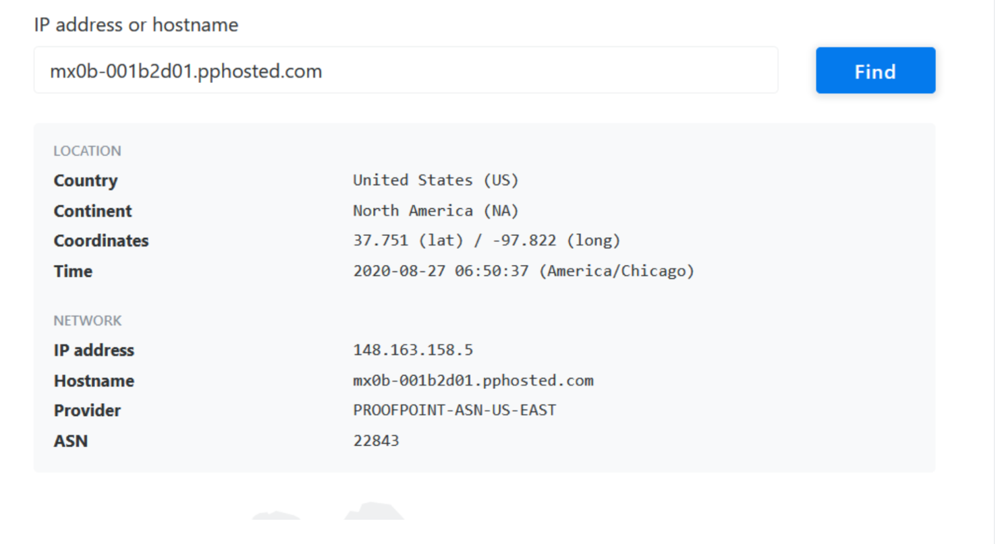 IP address or hostname
mx0b-001b2d01.pphosted.com Find
LOCATION
Country United States (US)
Continent North America (NA)
Coordinates 37.751 (lat) / -97.822 (long)
Time 2020-08-27 06:50:37 (America/Chicago)
NETWORK
IP address 148.163.158.5
Hostname mx0b-001b2d01.pphosted.com
Provider PROOFPOINT-ASN-US-EAST
ASN 22843